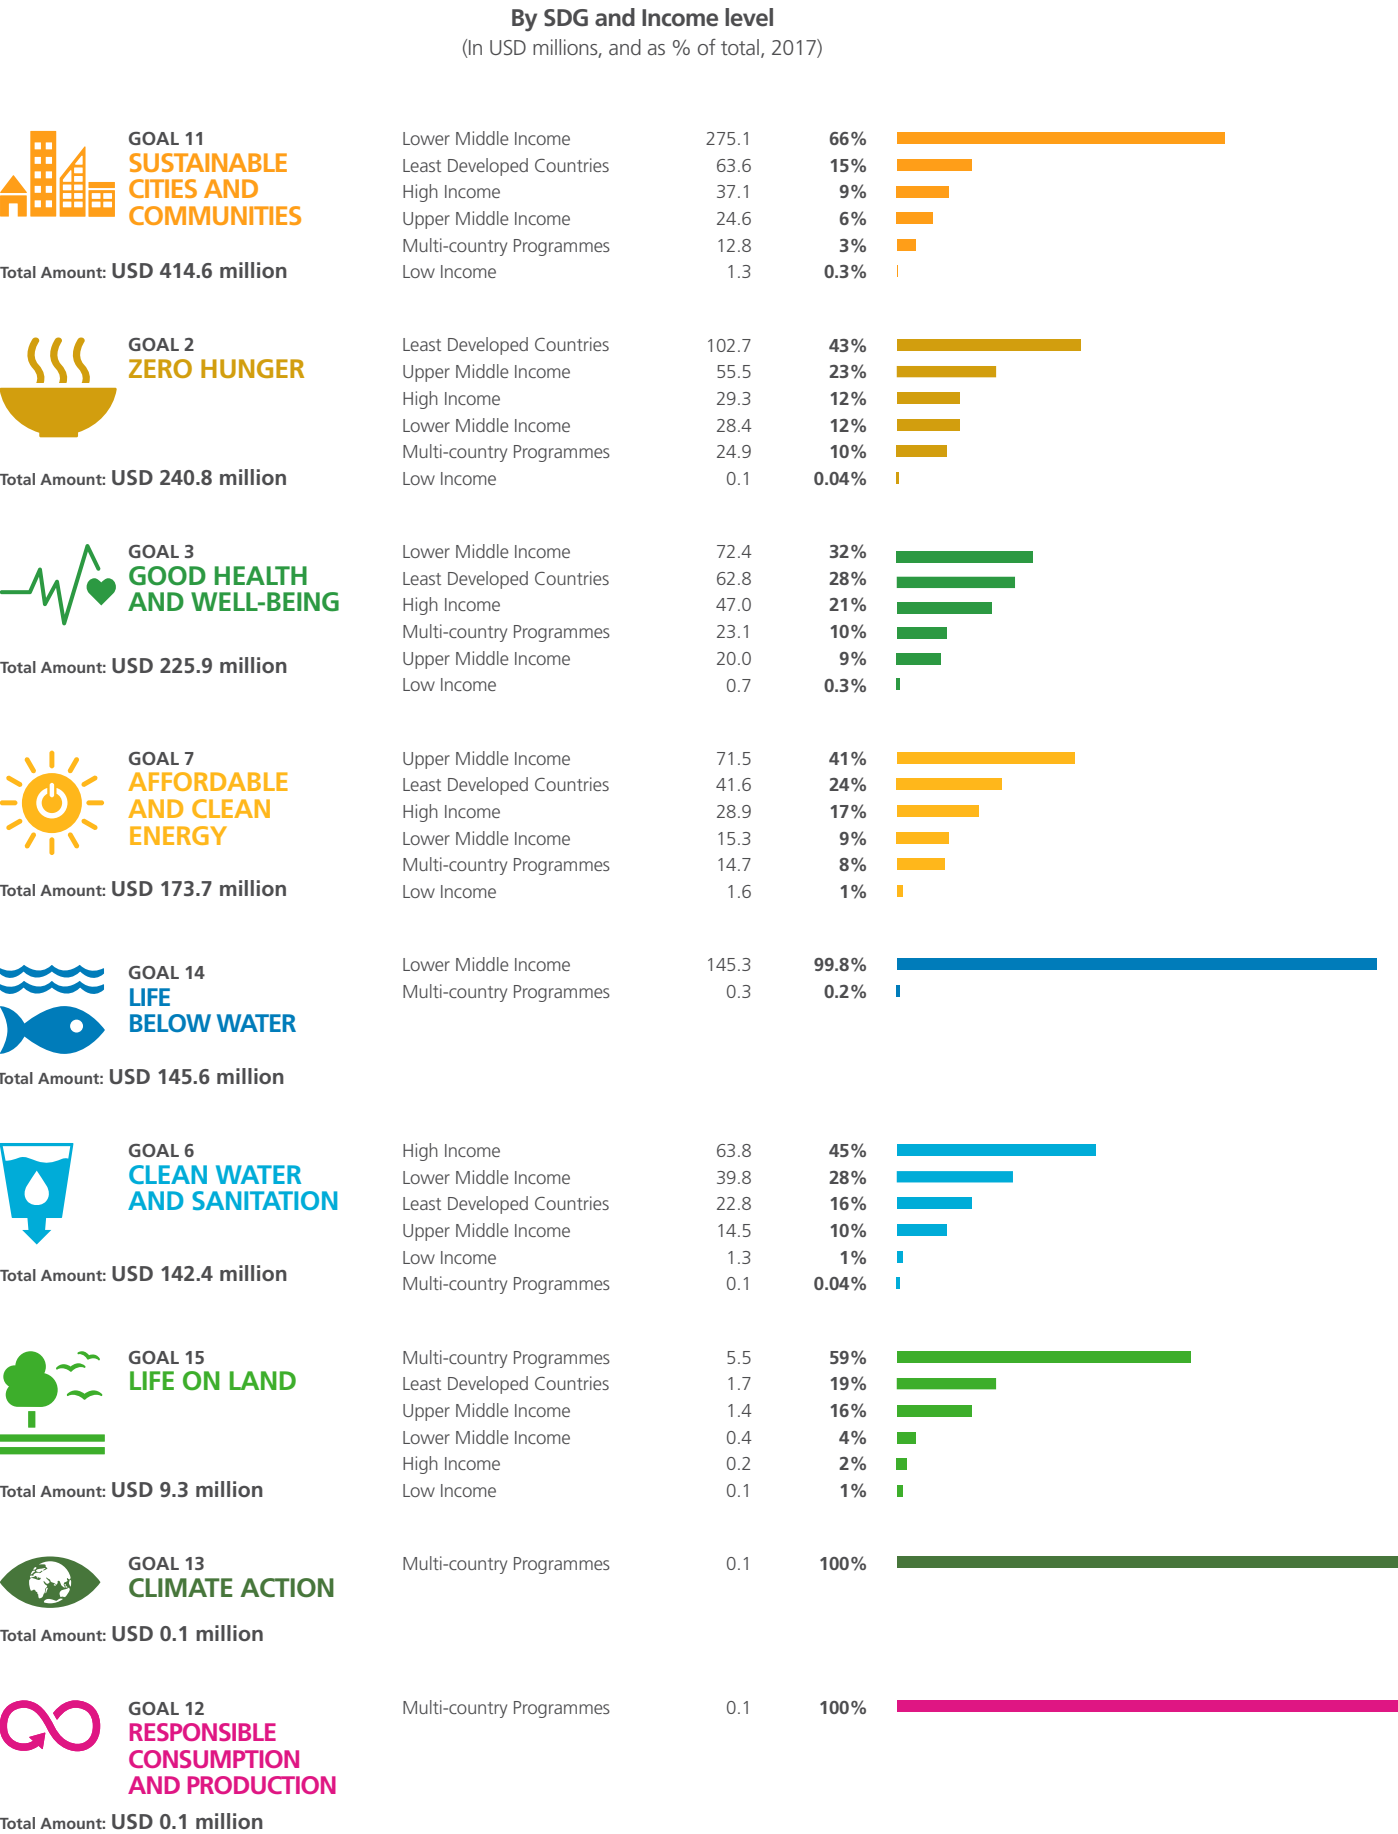 By SDG and Income level
(In USD millions, and as % of total, 2017)
GOAL 11
SUSTAINABLE
CITIES AND
COMMUNITIES
Total Amount: USD 414.6 million
Lower Middle Income 275.1 66%
Least Developed Countries 63.6 15%
High Income 37.1 9%
Upper Middle Income 24.6 6%
Multi-country Programmes 12.8 3%
Low Income 1.3 0.3%
GOAL 2
ZERO HUNGER
Total Amount: USD 240.8 million
Least Developed Countries 102.7 43%
Upper Middle Income 55.5 23%
High Income 29.3 12%
Lower Middle Income 28.4 12%
Multi-country Programmes 24.9 10%
Low Income 0.1 0.04%
GOAL 3
GOOD HEALTH
AND WELL-BEING
Total Amount: USD 225.9 million
Lower Middle Income 72.4 32%
Least Developed Countries 62.8 28%
High Income 47.0 21%
Multi-country Programmes 23.1 10%
Upper Middle Income 20.0 9%
Low Income 0.7 0.3%
GOAL 7
AFFORDABLE
AND CLEAN
ENERGY
Total Amount: USD 173.7 million
Upper Middle Income 71.5 41%
Least Developed Countries 41.6 24%
High Income 28.9 17%
Lower Middle Income 15.3 9%
Multi-country Programmes 14.7 8%
Low Income 1.6 1%
GOAL 14
LIFE
BELOW WATER
Total Amount: USD 145.6 million
Lower Middle Income 145.3 99.8%
Multi-country Programmes 0.3 0.2%
GOAL 6
CLEAN WATER
AND SANITATION
Total Amount: USD 142.4 million
High Income 63.8 45%
Lower Middle Income 39.8 28%
Least Developed Countries 22.8 16%
Upper Middle Income 14.5 10%
Low Income 1.3 1%
Multi-country Programmes 0.1 0.04%
GOAL 15
LIFE ON LAND
Total Amount: USD 9.3 million
Multi-country Programmes 5.5 59%
Least Developed Countries 1.7 19%
Upper Middle Income 1.4 16%
Lower Middle Income 0.4 4%
High Income 0.2 2%
Low Income 0.1 1%
GOAL 13
CLIMATE ACTION
Total Amount: USD 0.1 million
Multi-country Programmes 0.1 100%
GOAL 12
RESPONSIBLE
CONSUMPTION
AND PRODUCTION
Total Amount: USD 0.1 million
Multi-country Programmes 0.1 100%